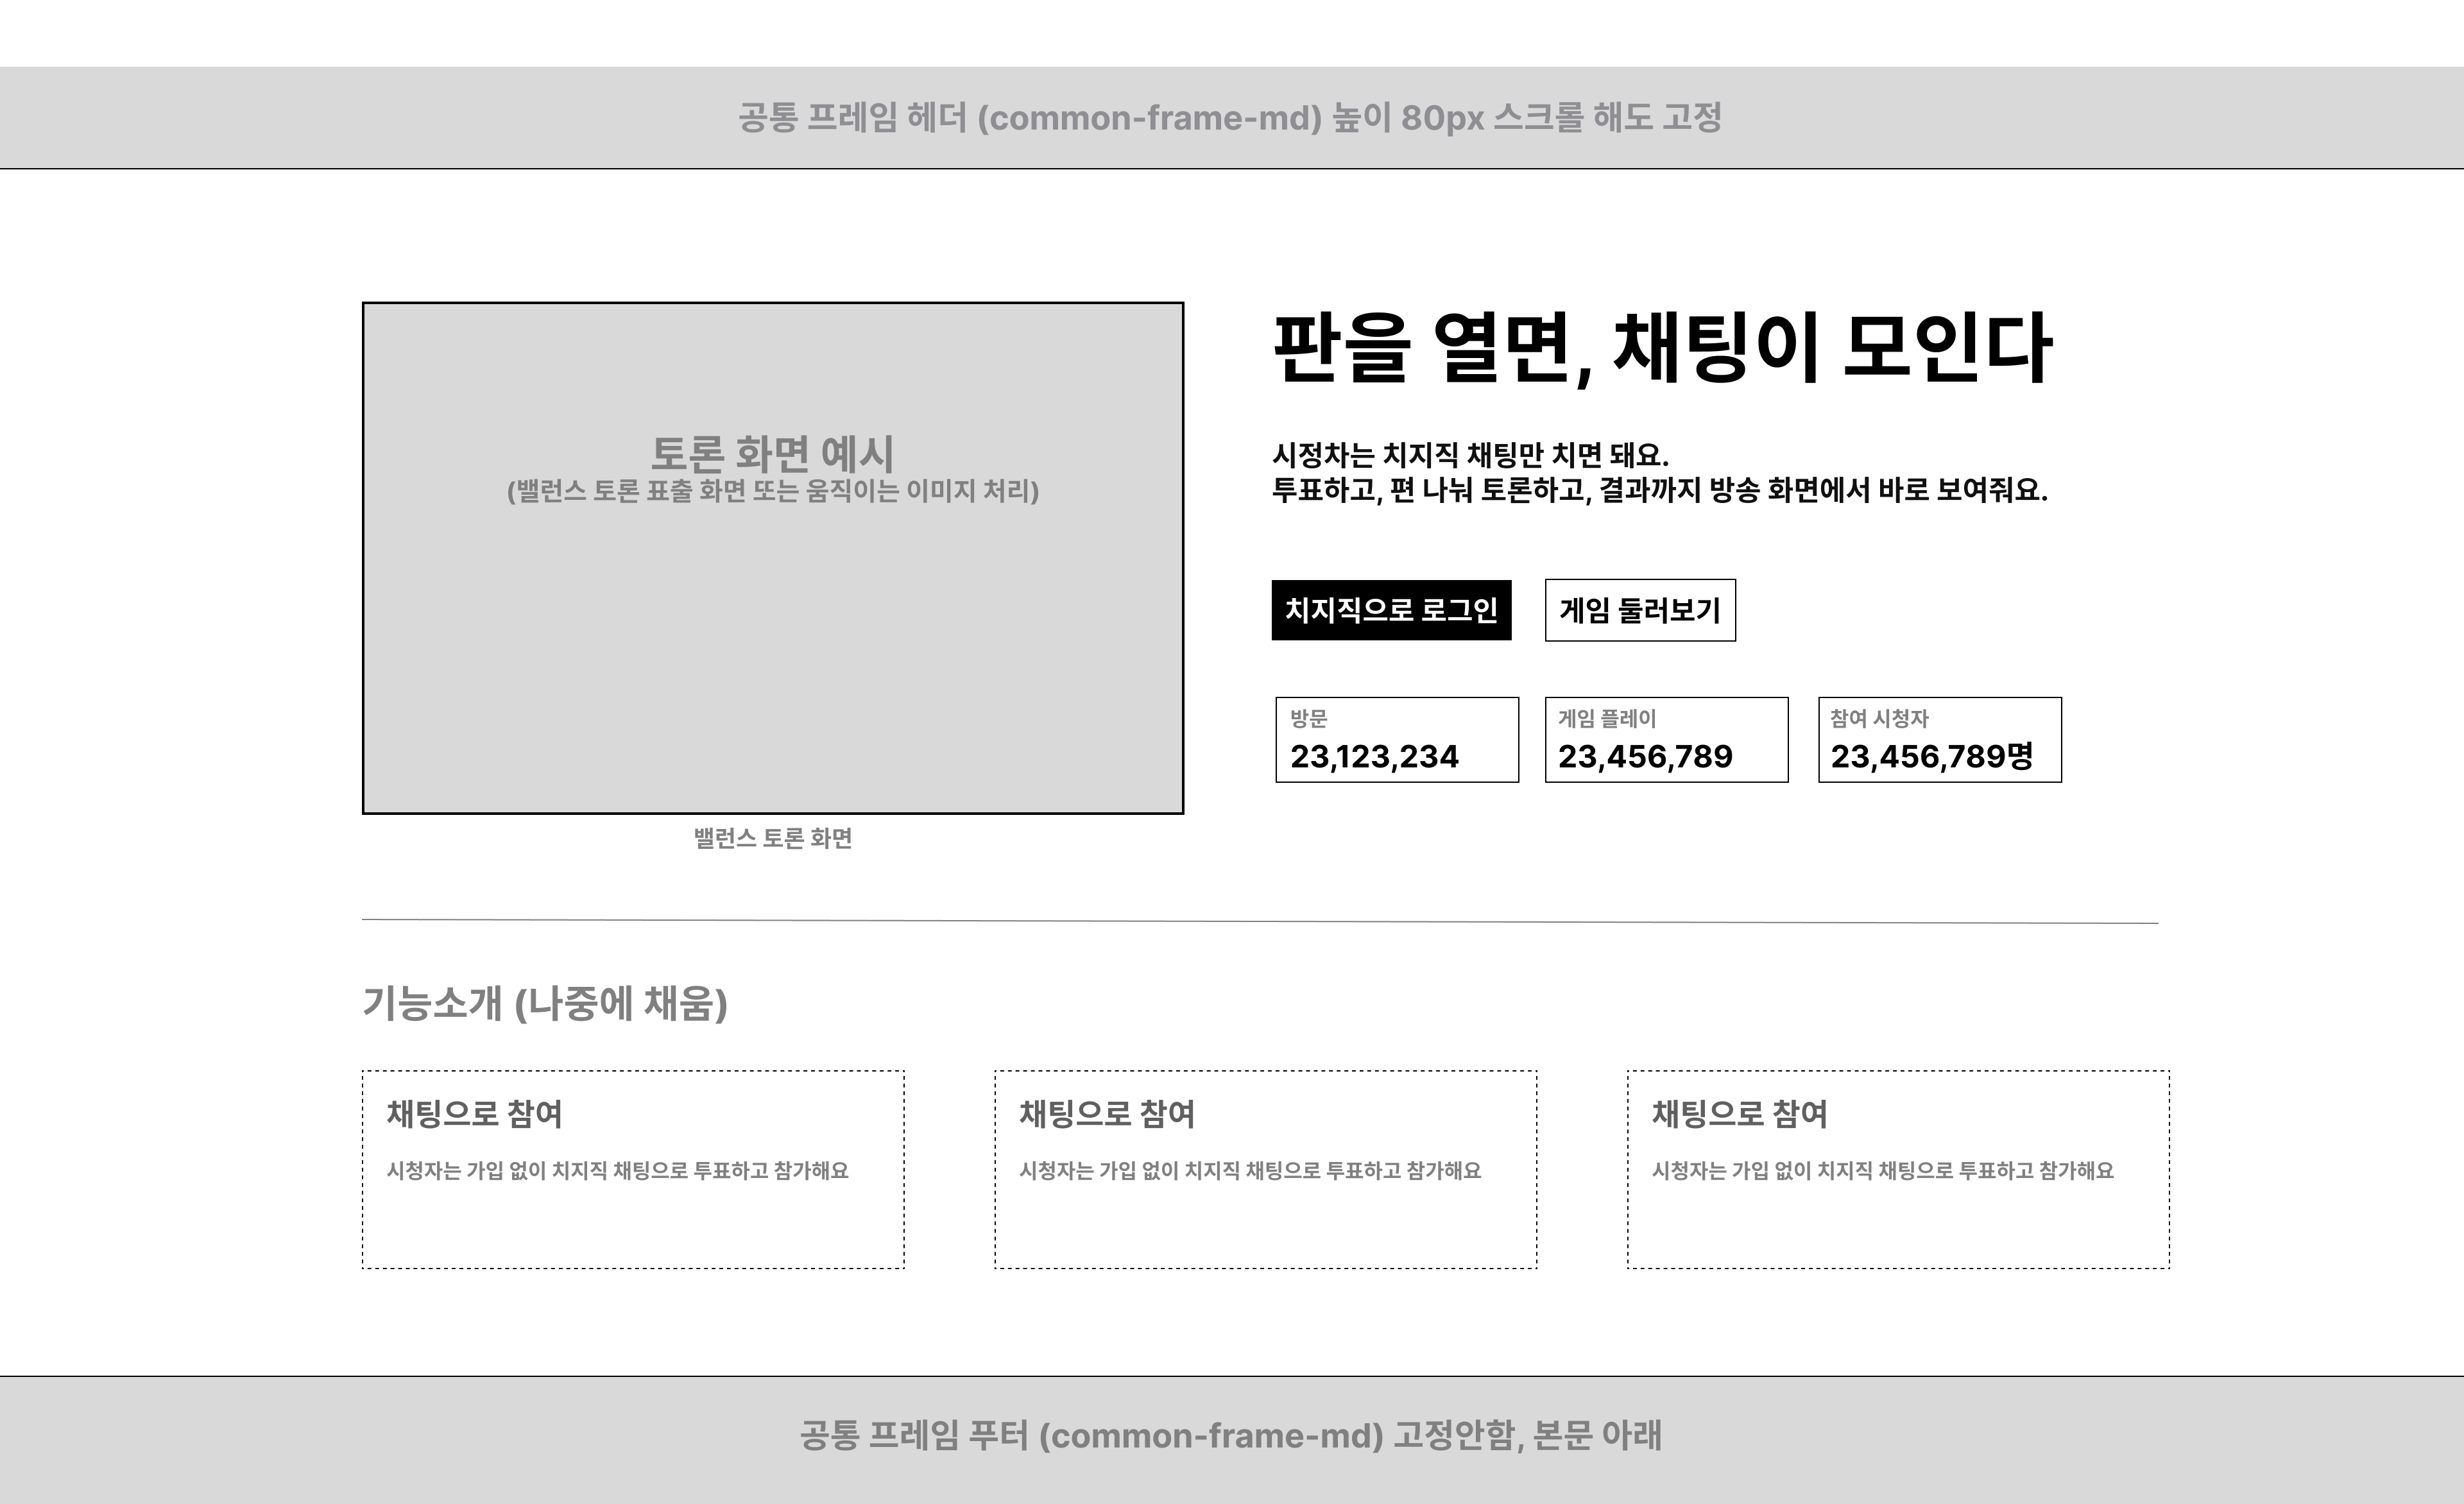 공통 프레임 헤더 (common-frame-md) 높이 80px 스크롤 해도 고정
토론 화면 예시
(밸런스 토론 표출 화면 또는 움직이는 이미지 처리)
밸런스 토론 화면
판을 열면, 채팅이 모인다
시정차는 치지직 채팅만 치면 돼요.
투표하고, 편 나눠 토론하고, 결과까지 방송 화면에서 바로 보여줘요.
치지직으로 로그인
게임 둘러보기
방문
23,123,234
게임 플레이
23,456,789
참여 시청자
23,456,789명
기능소개 (나중에 채움)
채팅으로 참여
시청자는 가입 없이 치지직 채팅으로 투표하고 참가해요
채팅으로 참여
시청자는 가입 없이 치지직 채팅으로 투표하고 참가해요
채팅으로 참여
시청자는 가입 없이 치지직 채팅으로 투표하고 참가해요
공통 프레임 푸터 (common-frame-md) 고정안함, 본문 아래